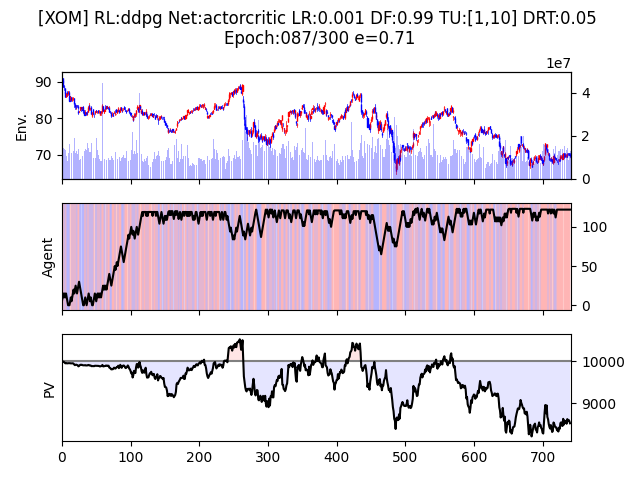 [XOM] RL:ddpg Net:actorcritic LR:0.001 DF:0.99 TU:[1,10] DRT:0.05
Epoch:087/300 e=0.71
1e7
Env.
90
80
70
4
2
0
Agent
100
50
0
PV
10000
9000
0 100 200 300 400 500 600 700